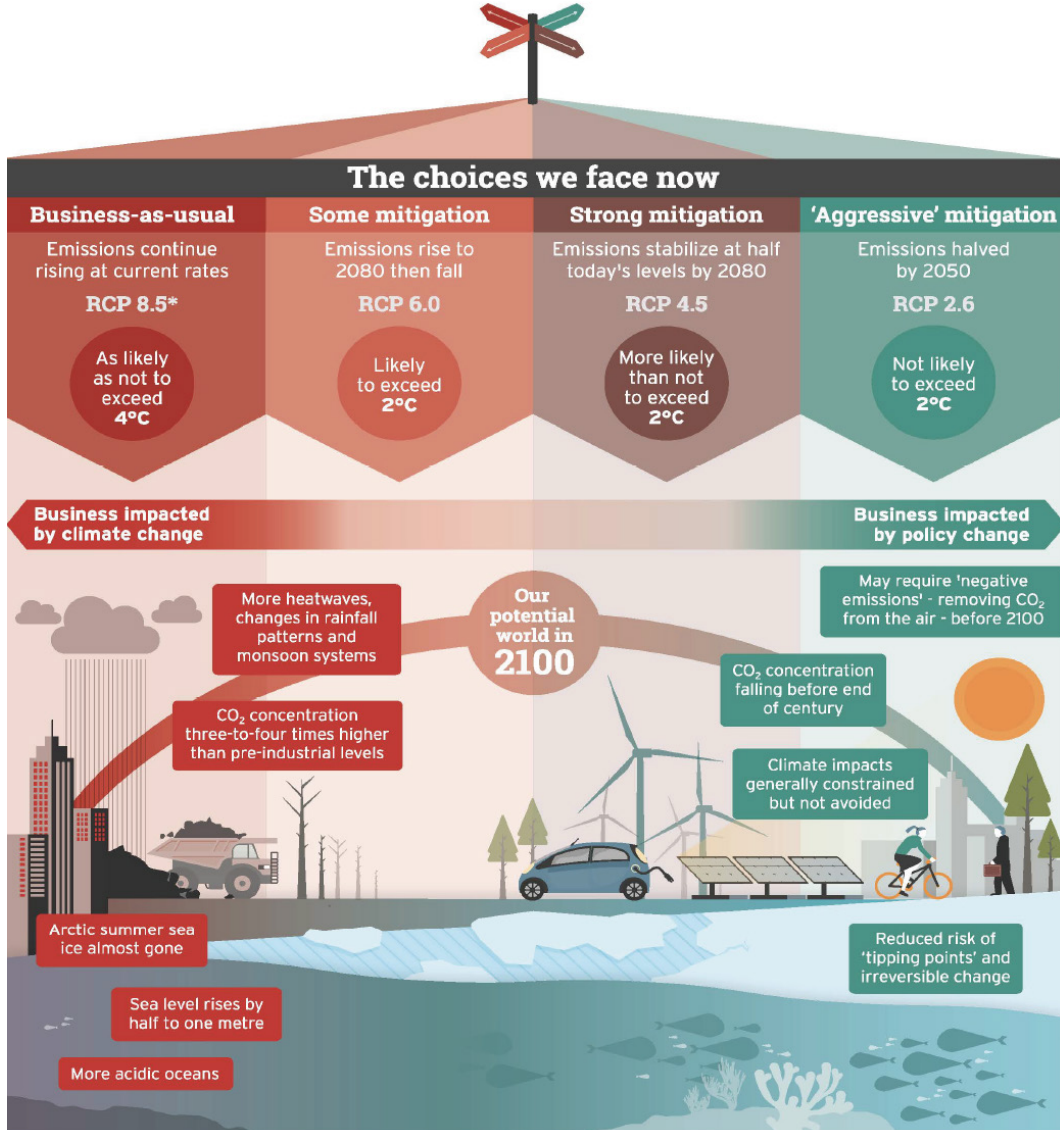 The choices we face now
Business-as-usual
Emissions continue
rising at current rates
RCP 8.5*
As likely
as not to
exceed
4°C
Some mitigation
Emissions rise to
2080 then fall
RCP 6.0
Likely
to exceed
2°C
Strong mitigation
Emissions stabilize at half
today's levels by 2080
RCP 4.5
More likely
than not
to exceed
2°C
'Aggressive' mitigation
Emissions halved
by 2050
RCP 2.6
Not likely
to exceed
2°C
Business impacted
by climate change
Business impacted
by policy change
Our
potential
world in
2100
More heatwaves,
changes in rainfall
patterns and
monsoon systems
CO₂ concentration
three-to-four times higher
than pre-industrial levels
Arctic summer sea
ice almost gone
Sea level rises by
half to one metre
More acidic oceans
May require 'negative
emissions' - removing CO₂
from the air - before 2100
CO₂ concentration
falling before end
of century
Climate impacts
generally constrained
but not avoided
Reduced risk of
'tipping points' and
irreversible change